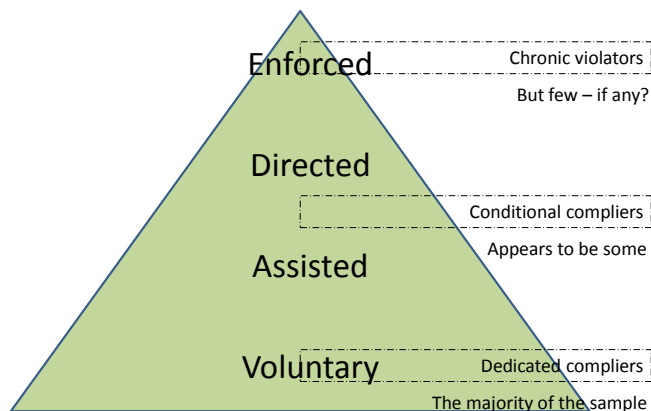 Enforced
Chronic violators
But few – if any?
Directed
Conditional compliers
Appears to be some
Assisted
Voluntary
Dedicated compliers
The majority of the sample